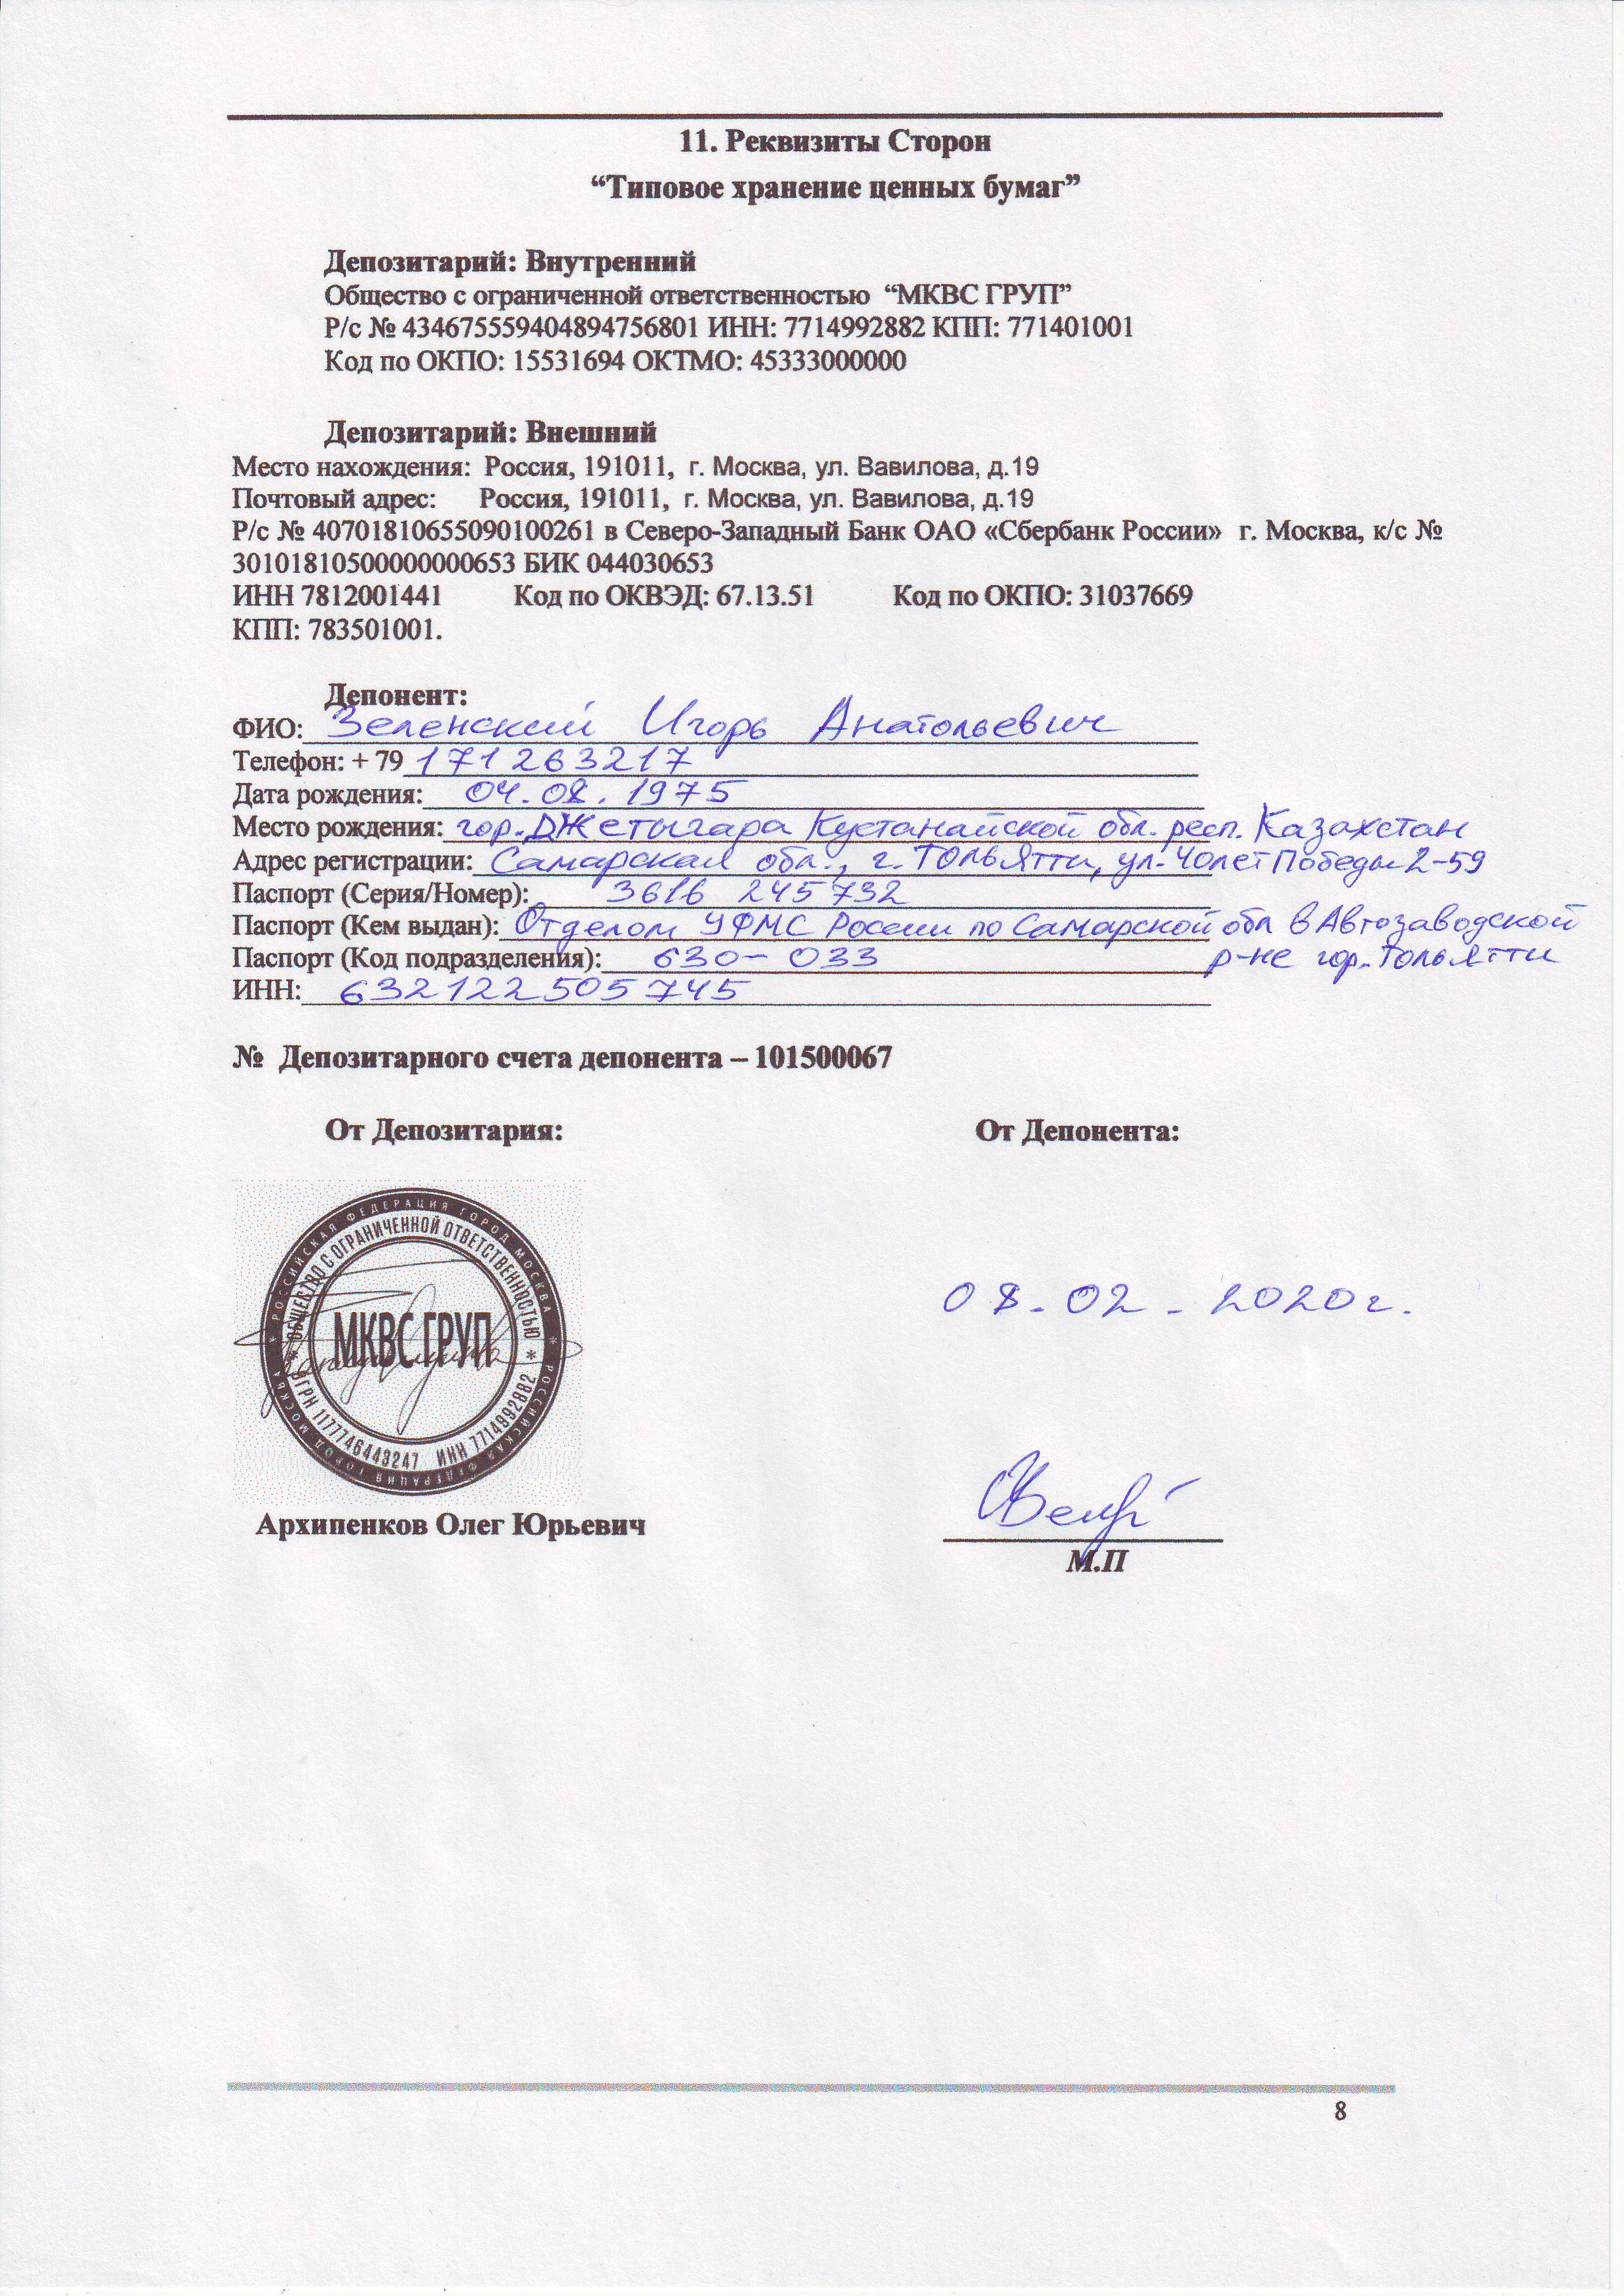 11. Реквизиты Сторон
“Типовое хранение ценных бумаг”
Депозитарий: Внутренний
Общество с ограниченной ответственностью “МКВС ГРУП”
Р/с № 434675559404894756801 ИНН: 7714992882 КПП: 771401001
Код по ОКПО: 15531694 ОКТМО: 45333000000
Депозитарий: Внешний
Место нахождения: Россия, 191011, г. Москва, ул. Вавилова, д.19
Почтовый адрес: Россия, 191011, г. Москва, ул. Вавилова, д.19
Р/с № 40701810655090100261 в Северо-Западный Банк ОАО «Сбербанк России» г. Москва, к/с №
30101810500000000653 БИК 044030653
ИНН 7812001441 Код по ОКВЭД: 67.13.51 Код по ОКПО: 31037669
КПП: 783501001.
Депонент:
ФИО: Зеленский Игорь Анатольевич
Телефон: + 79 171263217
Дата рождения: 04.08.1975
Место рождения: гор. Джетыгара Кустанайской обл. респ. Казахстан
Адрес регистрации: Самарская обл., г. Тольятти, ул. 40 лет Победы 2-59
Паспорт (Серия/Номер): 3616 245732
Паспорт (Кем выдан): Отделом УФМС России по Самарской обл в Автозаводской
Паспорт (Код подразделения): 630-033 р-не гор. Тольятти
ИНН: 632122505745
№ Депозитарного счета депонента – 101500067
От Депозитария: От Депонента:
РОССИЙСКАЯ ФЕДЕРАЦИЯ ГОРОД МОСКВА * РОССИЙСКАЯ ФЕДЕРАЦИЯ ГОРОД МОСКВА *
ОБЩЕСТВО С ОГРАНИЧЕННОЙ ОТВЕТСТВЕННОСТЬЮ
МКВС ГРУП
* ОГРН 1177746443247 ИНН 7714992882 *
08.02.2020г.
Архипенков Олег Юрьевич
М.П
8